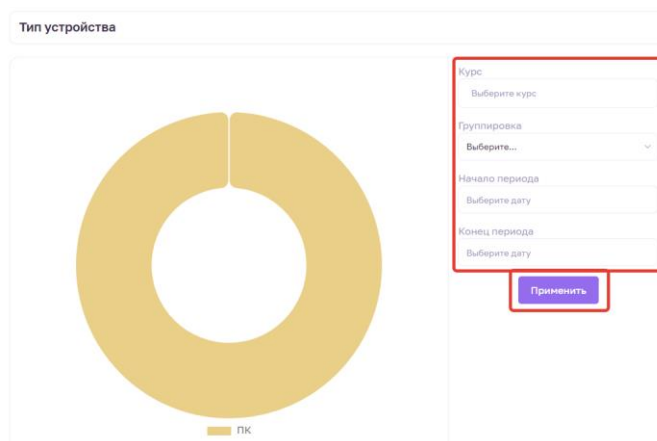 Тип устройства
Курс
Выберите курс
Группировка
Выберите...
Начало периода
Выберите дату
Конец периода
Выберите дату
Применить
ПК